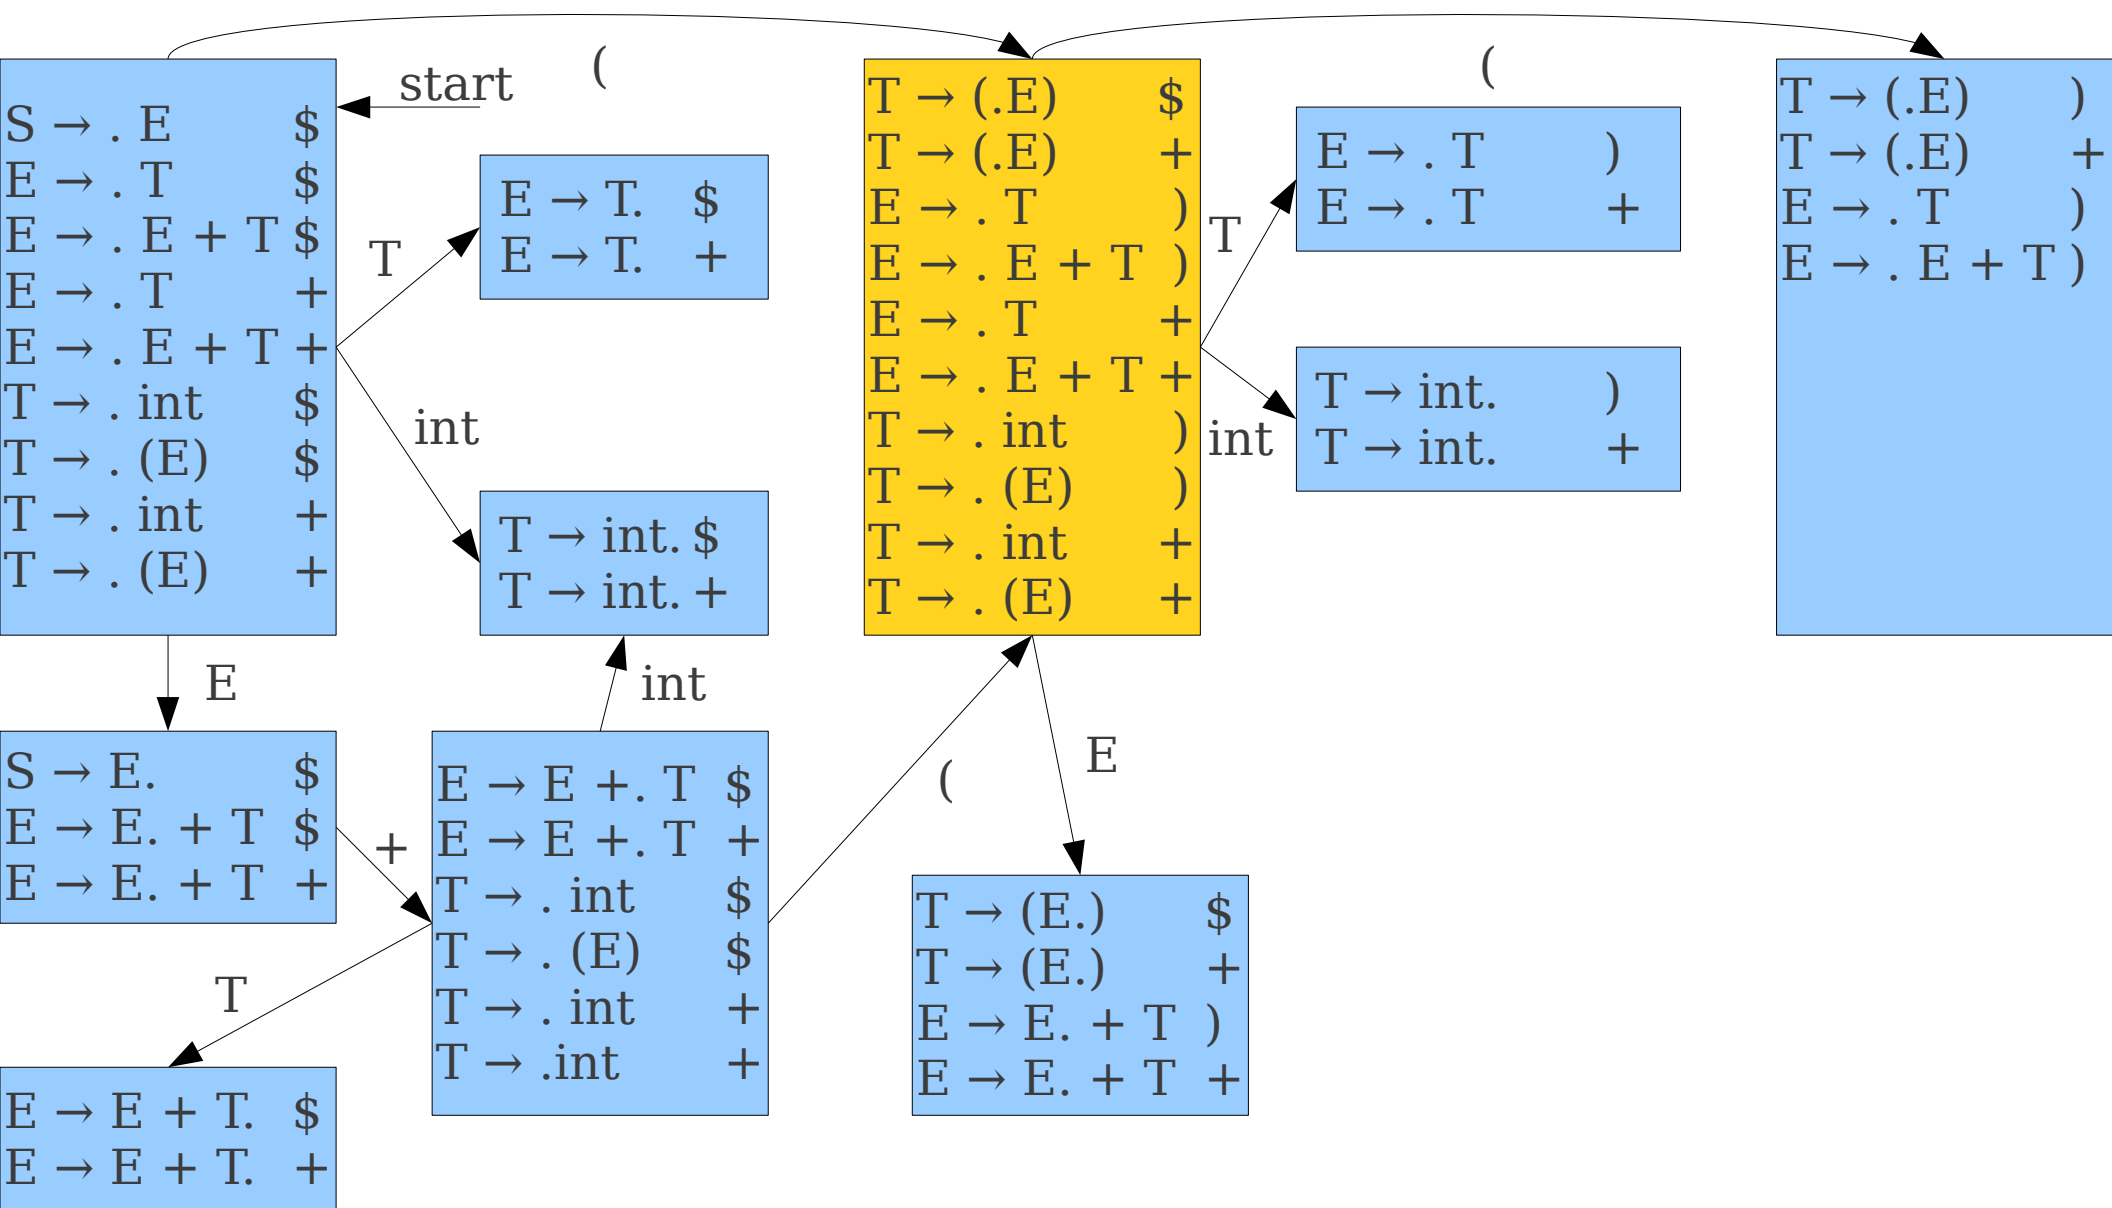 start
(
(
S → . E $
E → . T $
E → . E + T $
E → . T +
E → . E + T +
T → . int $
T → . (E) $
T → . int +
T → . (E) +
T
E → T. $
E → T. +
int
T → int. $
T → int. +
T → (.E) $
T → (.E) +
E → . T )
E → . E + T )
E → . T +
E → . E + T +
T → . int )
T → . (E) )
T → . int +
T → . (E) +
T
E → . T )
E → . T +
int
T → int. )
T → int. +
T → (.E) )
T → (.E) +
E → . T )
E → . E + T )
E
int
S → E. $
E → E. + T $
E → E. + T +
+
E → E +. T $
E → E +. T +
T → . int $
T → . (E) $
T → . int +
T → .int +
(
E
T → (E.) $
T → (E.) +
E → E. + T )
E → E. + T +
T
E → E + T. $
E → E + T. +